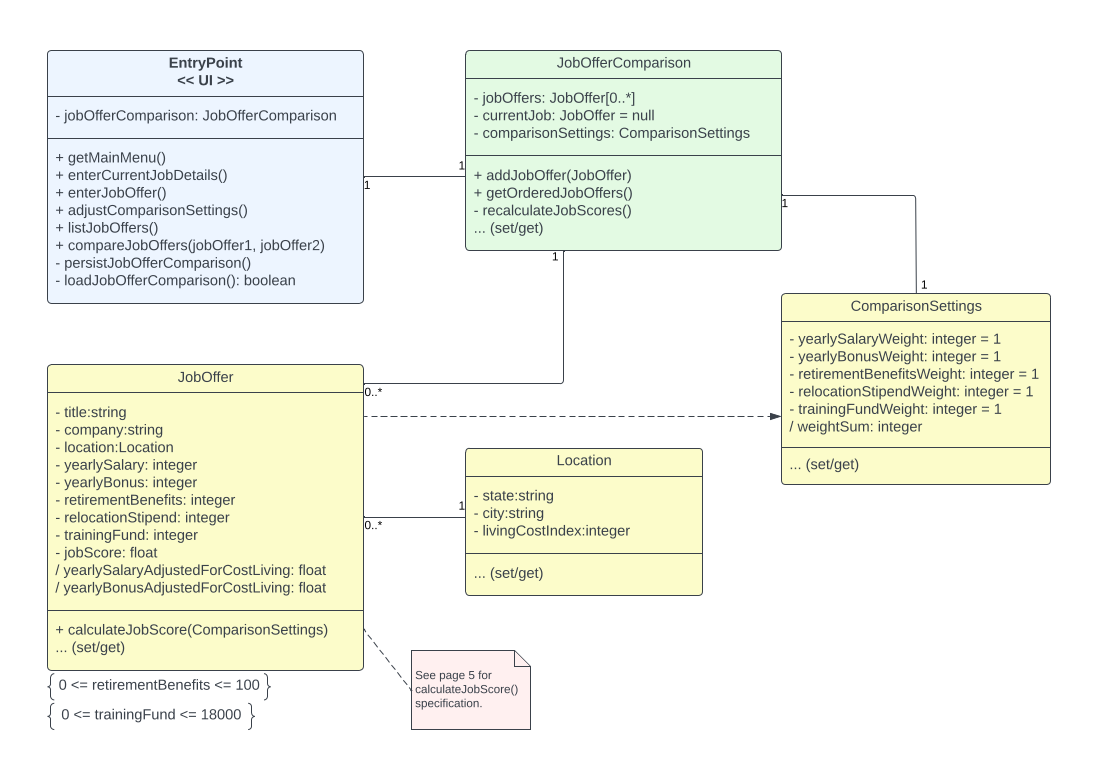 EntryPoint
<< UI >>
- jobOfferComparison: JobOfferComparison
+ getMainMenu()
+ enterCurrentJobDetails()
+ enterJobOffer()
+ adjustComparisonSettings()
+ listJobOffers()
+ compareJobOffers(jobOffer1, jobOffer2)
- persistJobOfferComparison()
- loadJobOfferComparison(): boolean
1
1
JobOfferComparison
- jobOffers: JobOffer[0..*]
- currentJob: JobOffer = null
- comparisonSettings: ComparisonSettings
+ addJobOffer(JobOffer)
+ getOrderedJobOffers()
- recalculateJobScores()
... (set/get)
1
1
1
ComparisonSettings
- yearlySalaryWeight: integer = 1
- yearlyBonusWeight: integer = 1
- retirementBenefitsWeight: integer = 1
- relocationStipendWeight: integer = 1
- trainingFundWeight: integer = 1
/ weightSum: integer
... (set/get)
JobOffer
- title:string
- company:string
- location:Location
- yearlySalary: integer
- yearlyBonus: integer
- retirementBenefits: integer
- relocationStipend: integer
- trainingFund: integer
- jobScore: float
/ yearlySalaryAdjustedForCostLiving: float
/ yearlyBonusAdjustedForCostLiving: float
+ calculateJobScore(ComparisonSettings)
... (set/get)
0..*
0..*
1
Location
- state:string
- city:string
- livingCostIndex:integer
... (set/get)
{ 0 <= retirementBenefits <= 100 }
{ 0 <= trainingFund <= 18000 }
See page 5 for
calculateJobScore()
specification.